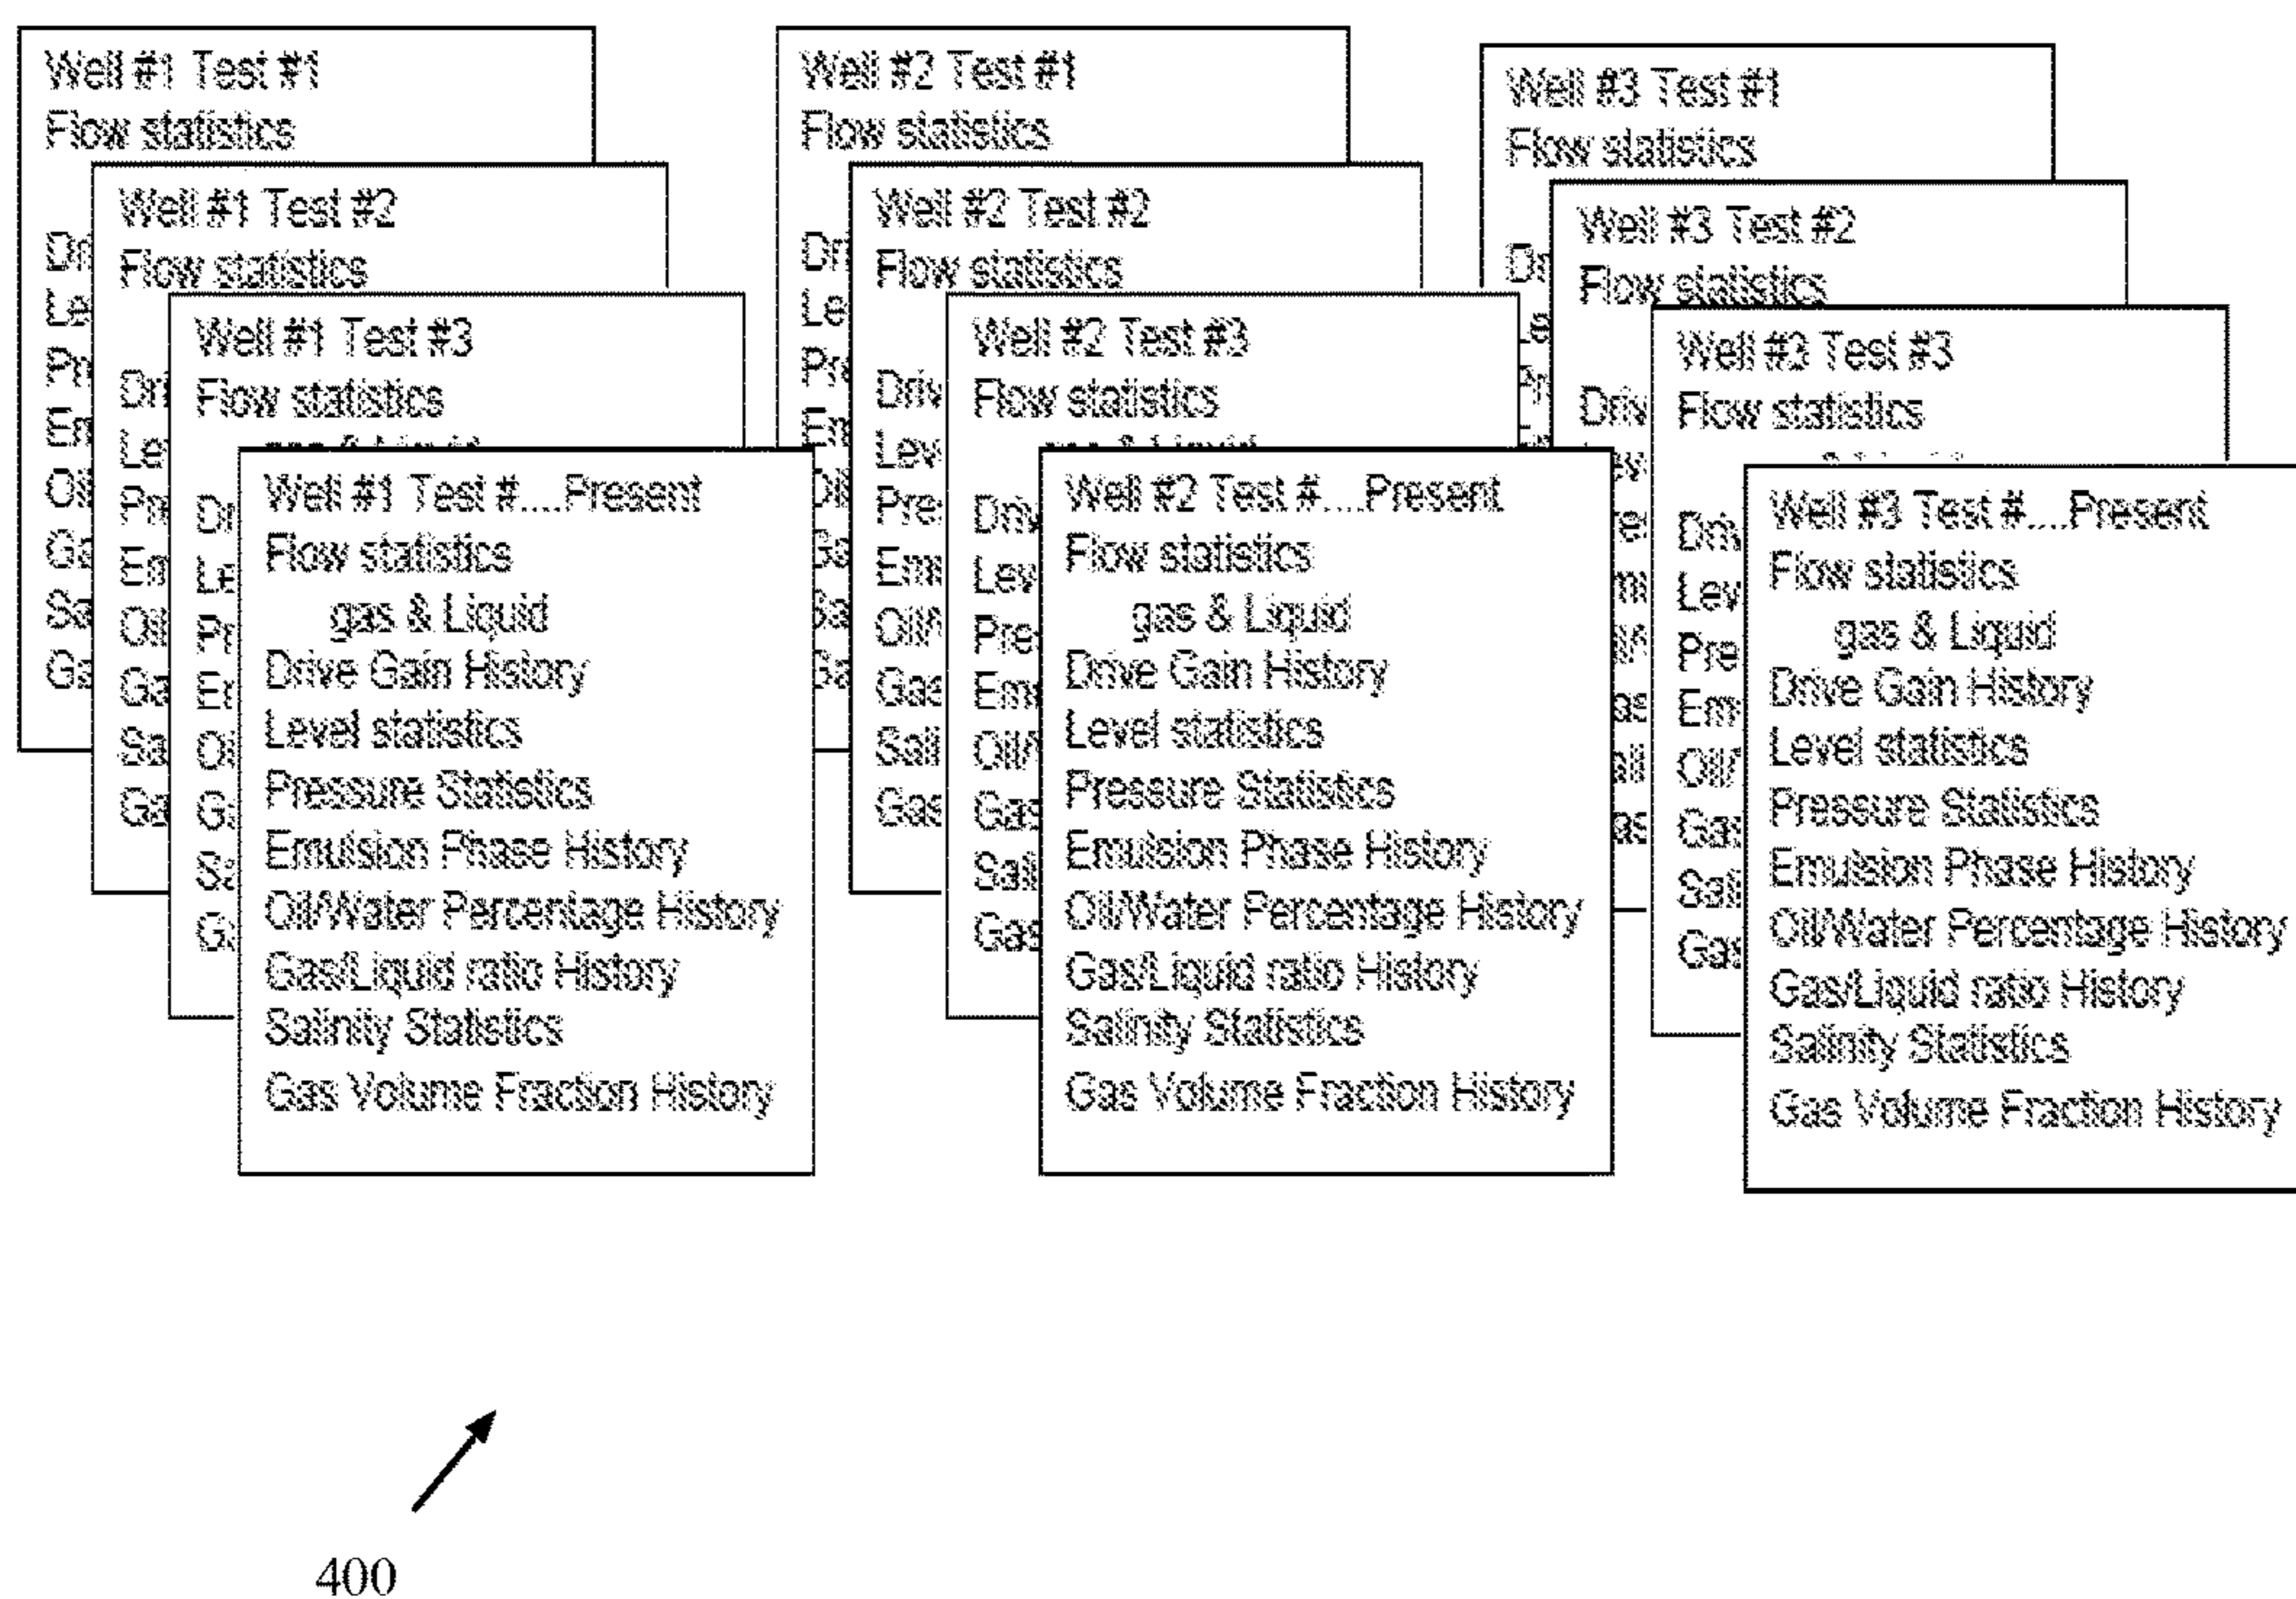 Well #1 Test #1
Flow statistics
Well #1 Test #2
Flow statistics
Well #1 Test #3
Flow statistics
Well #1 Test #....Present
Flow statistics
gas & Liquid
Drive Gain History
Level statistics
Pressure Statistics
Emulsion Phase History
Oil/Water Percentage History
Gas/Liquid ratio History
Salinity Statistics
Gas Volume Fraction History
Well #2 Test #1
Flow statistics
Well #2 Test #2
Flow statistics
Well #2 Test #3
Flow statistics
Well #2 Test #....Present
Flow statistics
gas & Liquid
Drive Gain History
Level statistics
Pressure Statistics
Emulsion Phase History
Oil/Water Percentage History
Gas/Liquid ratio History
Salinity Statistics
Gas Volume Fraction History
Well #3 Test #1
Flow statistics
Well #3 Test #2
Flow statistics
Well #3 Test #3
Flow statistics
Well #3 Test #....Present
Flow statistics
gas & Liquid
Drive Gain History
Level statistics
Pressure Statistics
Emulsion Phase History
Oil/Water Percentage History
Gas/Liquid ratio History
Salinity Statistics
Gas Volume Fraction History
400